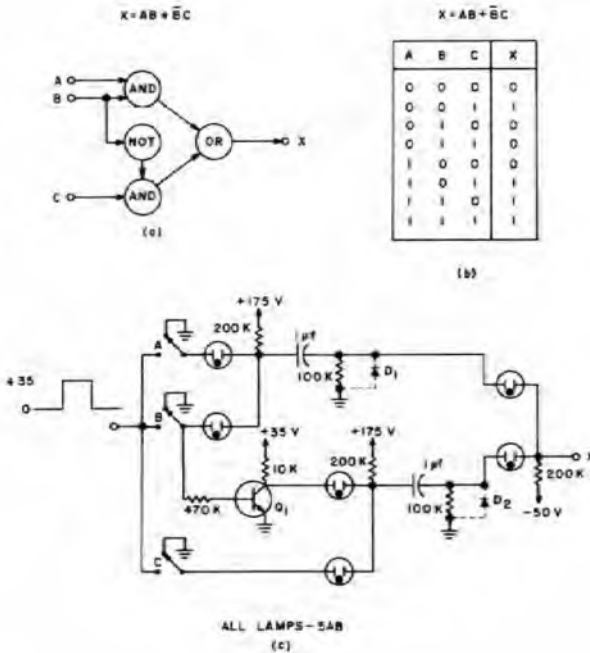 X = AB + B̄C
A
B
AND
NOT
OR
X
C
AND
(a)
X = AB + B̄C
A B C X
0 0 0 0
0 0 1 1
0 1 0 0
0 1 1 0
1 0 0 0
1 0 1 1
1 1 0 1
1 1 1 1
(b)
+175 V
200 K
1 µf
A
100 K
D1
+35
B
+35 V
+175 V
10 K
200 K
1 µf
X
200 K
470 K
Q1
100 K
D2
-50V
C
ALL LAMPS - 5AB
(c)